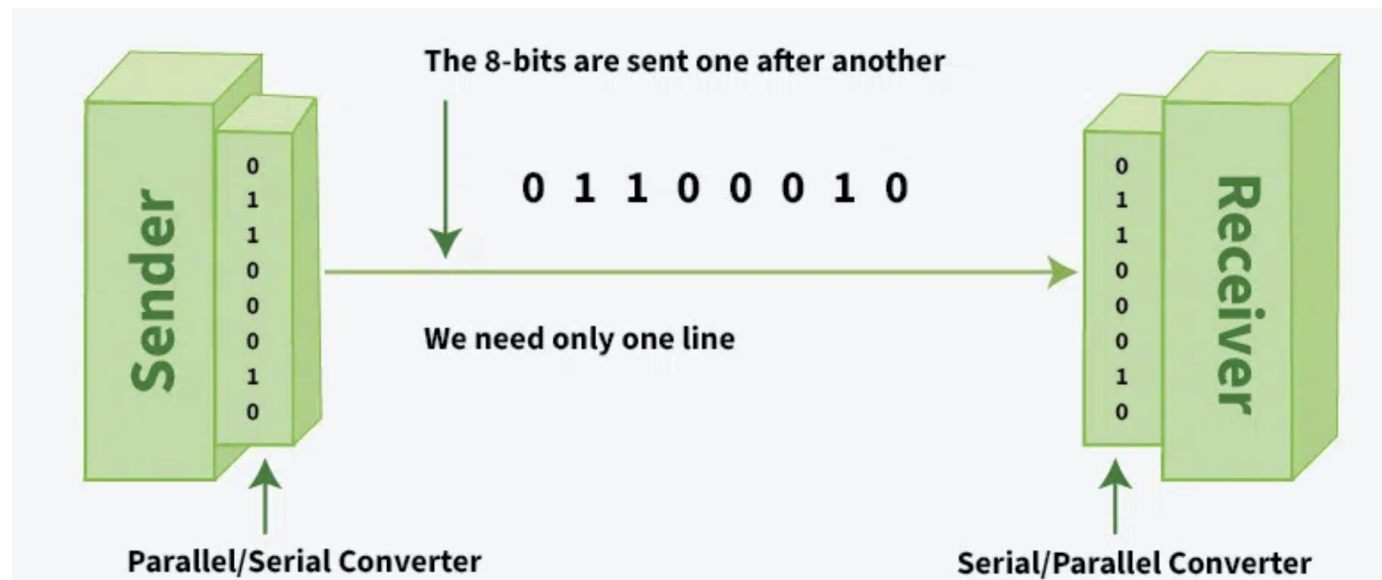 The 8-bits are sent one after another
0 1 1 0 0 0 1 0
Sender
0
1
1
0
0
0
1
0
We need only one line
0
1
1
0
0
0
1
0
Receiver
Parallel/Serial Converter
Serial/Parallel Converter